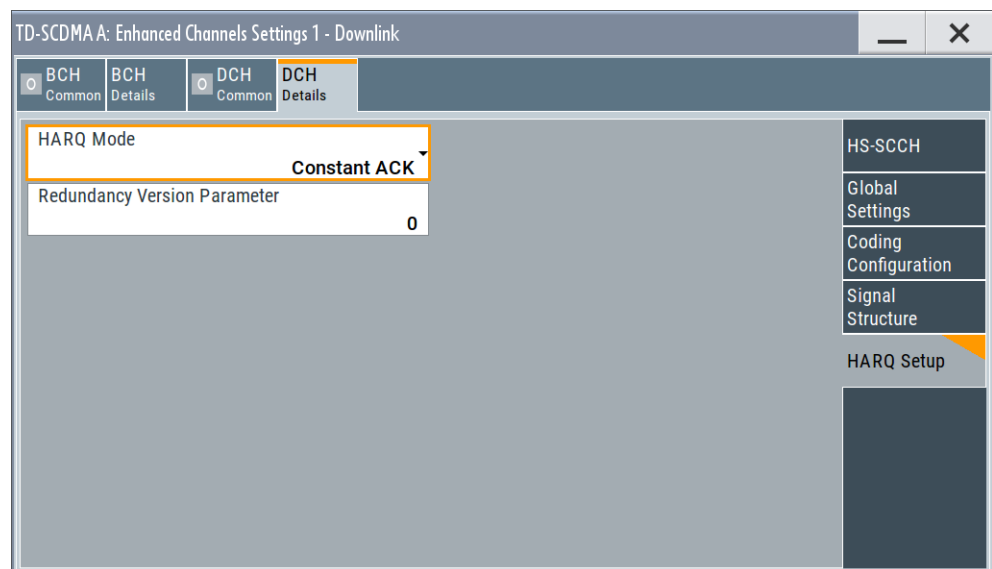 TD-SCDMA A: Enhanced Channels Settings 1 - Downlink
O BCH Common
BCH Details
O DCH Common
DCH Details
HARQ Mode
Constant ACK
Redundancy Version Parameter
0
HS-SCCH
Global
Settings
Coding
Configuration
Signal
Structure
HARQ Setup